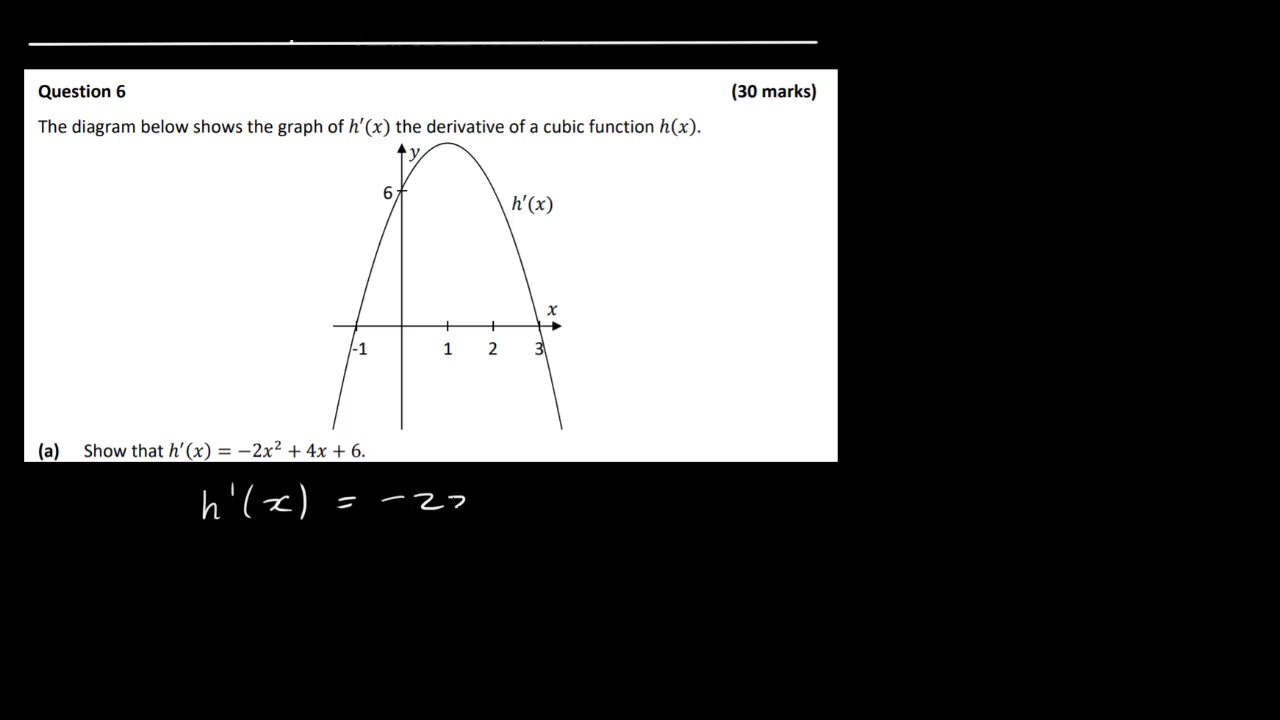 Question 6 (30 marks)
The diagram below shows the graph of h′(x) the derivative of a cubic function h(x).
y
6
h′(x)
x
-1 1 2 3
(a) Show that h′(x) = −2x² + 4x + 6.
h'(x) = -2